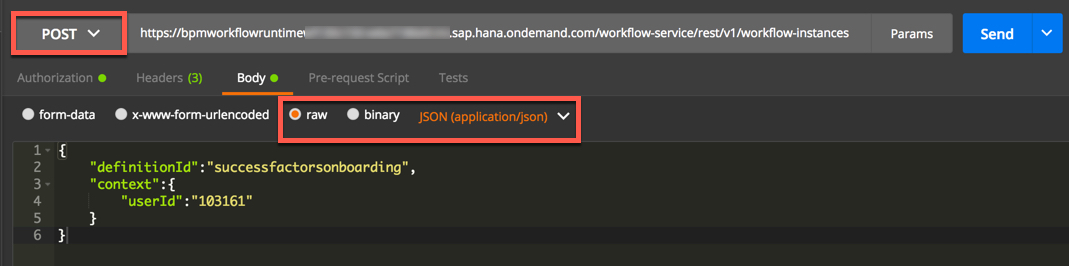 POST https://bpmworkflowruntime .sap.hana.ondemand.com/workflow-service/rest/v1/workflow-instances Params Send
Authorization Headers (3) Body Pre-request Script Tests
form-data x-www-form-urlencoded raw binary JSON (application/json)
1 {
2 "definitionId":"successfactorsonboarding",
3 "context":{
4 "userId":"103161"
5 }
6 }